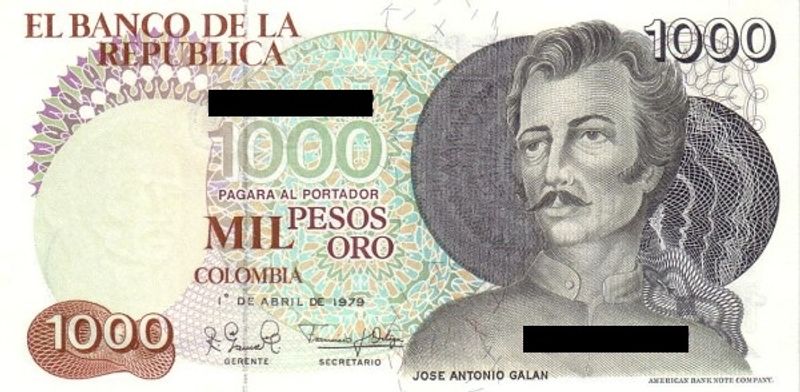 EL BANCO DE LA
REPUBLICA
1000
1000
PAGARA AL PORTADOR
MIL PESOS
ORO
COLOMBIA
1º DE ABRIL DE 1979
1000
GERENTE
SECRETARIO
JOSE ANTONIO GALAN
AMERICAN BANK NOTE COMPANY.